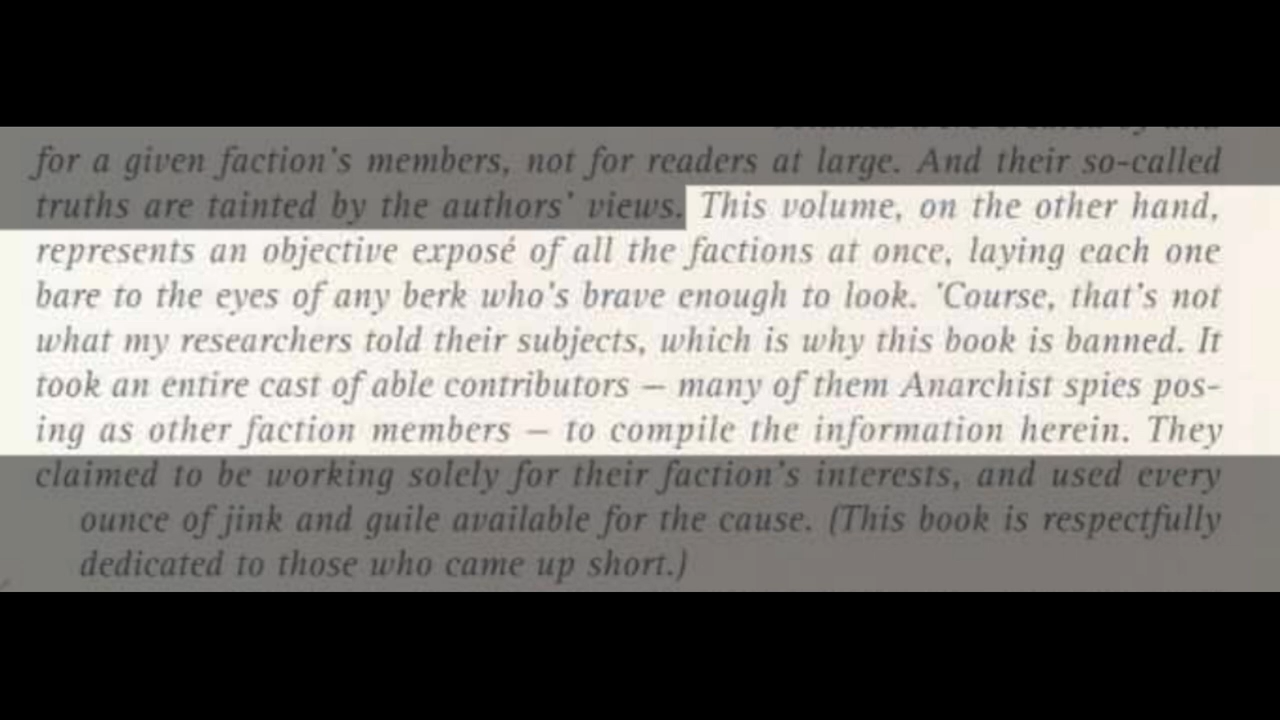 for a given faction's members, not for readers at large. And their so-called
truths are tainted by the authors' views. This volume, on the other hand,
represents an objective exposé of all the factions at once, laying each one
bare to the eyes of any berk who's brave enough to look. 'Course, that's not
what my researchers told their subjects, which is why this book is banned. It
took an entire cast of able contributors — many of them Anarchist spies pos-
ing as other faction members — to compile the information herein. They
claimed to be working solely for their faction's interests, and used every
ounce of jink and guile available for the cause. (This book is respectfully
dedicated to those who came up short.)